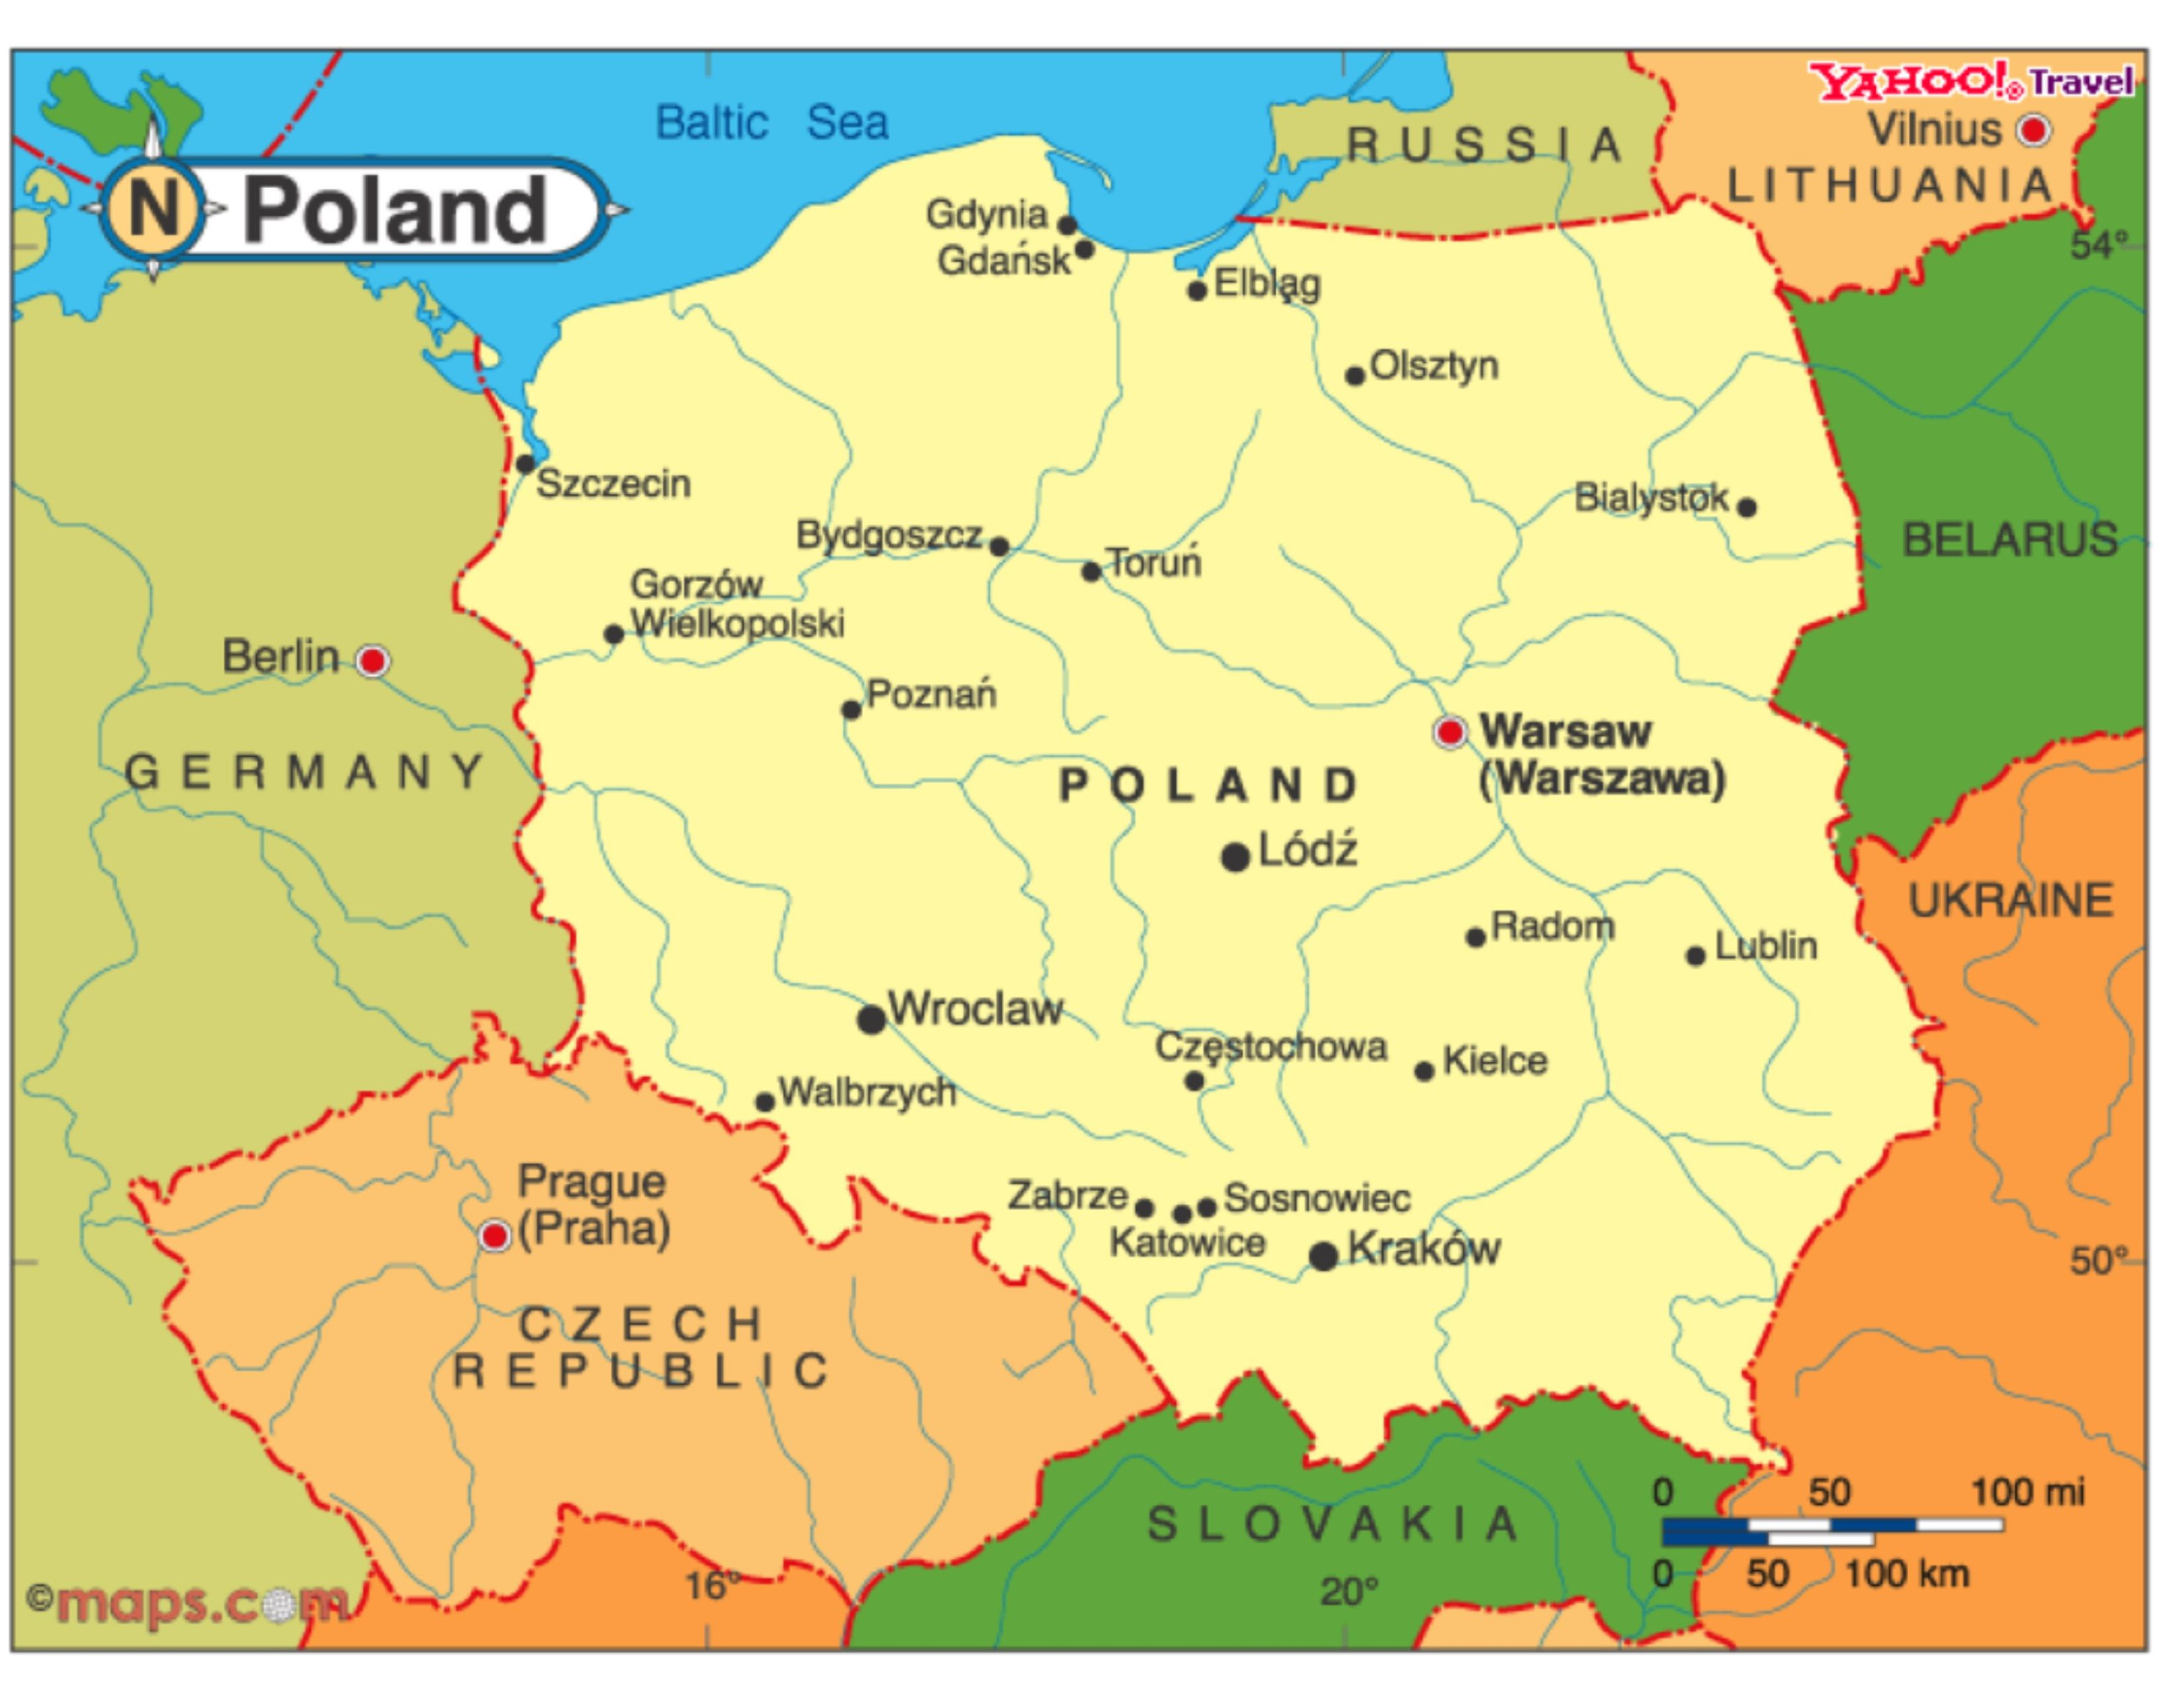 YAHOO!® Travel
Baltic Sea
RUSSIA
Vilnius
LITHUANIA
N Poland
Gdynia
Gdańsk
54°
Elbląg
Olsztyn
Szczecin
Bialystok
Bydgoszcz
Toruń
BELARUS
Gorzów
Wielkopolski
Berlin
Poznań
Warsaw
(Warszawa)
GERMANY
POLAND
Lódź
UKRAINE
Radom
Lublin
Wroclaw
Częstochowa
Kielce
Walbrzych
Prague
(Praha)
Zabrze
Sosnowiec
Katowice
Kraków
50°
CZECH
REPUBLIC
SLOVAKIA
0 50 100 mi
0 50 100 km
16°
20°
©maps.com